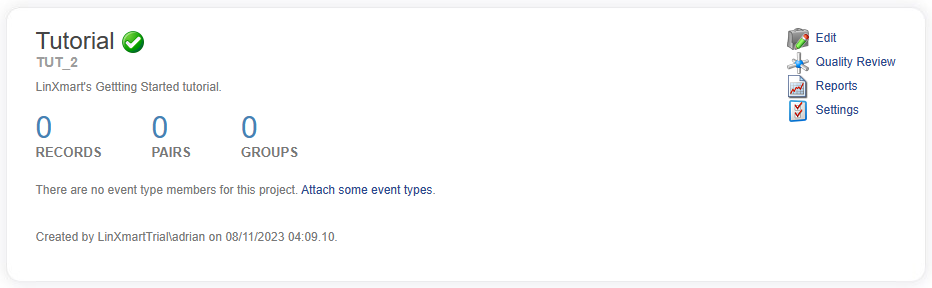 Tutorial
TUT_2
LinXmart's Gettting Started tutorial.
0 0 0
RECORDS PAIRS GROUPS
There are no event type members for this project. Attach some event types.
Created by LinXmartTrial\adrian on 08/11/2023 04:09.10.
Edit
Quality Review
Reports
Settings